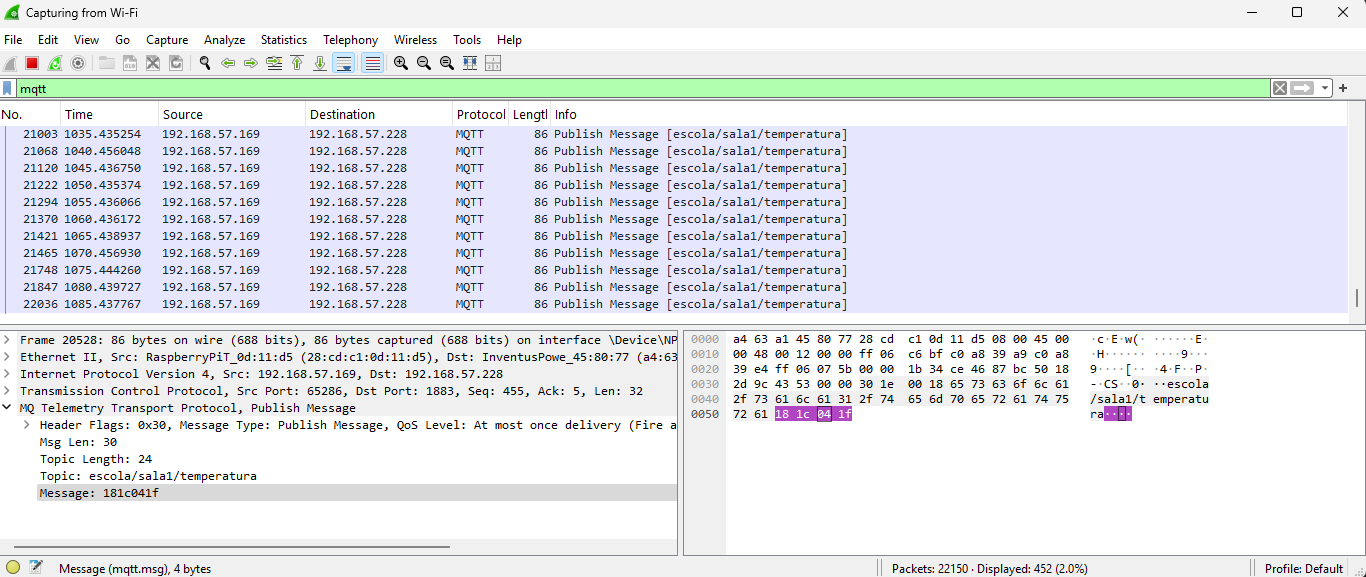 Capturing from Wi-Fi
File Edit View Go Capture Analyze Statistics Telephony Wireless Tools Help
mqtt
No. Time Source Destination Protocol Lengtl Info
21003 1035.435254 192.168.57.169 192.168.57.228 MQTT 86 Publish Message [escola/sala1/temperatura]
21068 1040.456048 192.168.57.169 192.168.57.228 MQTT 86 Publish Message [escola/sala1/temperatura]
21120 1045.436750 192.168.57.169 192.168.57.228 MQTT 86 Publish Message [escola/sala1/temperatura]
21222 1050.435374 192.168.57.169 192.168.57.228 MQTT 86 Publish Message [escola/sala1/temperatura]
21294 1055.436066 192.168.57.169 192.168.57.228 MQTT 86 Publish Message [escola/sala1/temperatura]
21370 1060.436172 192.168.57.169 192.168.57.228 MQTT 86 Publish Message [escola/sala1/temperatura]
21421 1065.438937 192.168.57.169 192.168.57.228 MQTT 86 Publish Message [escola/sala1/temperatura]
21465 1070.456930 192.168.57.169 192.168.57.228 MQTT 86 Publish Message [escola/sala1/temperatura]
21748 1075.444260 192.168.57.169 192.168.57.228 MQTT 86 Publish Message [escola/sala1/temperatura]
21847 1080.439727 192.168.57.169 192.168.57.228 MQTT 86 Publish Message [escola/sala1/temperatura]
22036 1085.437767 192.168.57.169 192.168.57.228 MQTT 86 Publish Message [escola/sala1/temperatura]
Frame 20528: 86 bytes on wire (688 bits), 86 bytes captured (688 bits) on interface \Device\NP
Ethernet II, Src: RaspberryPiT_0d:11:d5 (28:cd:c1:0d:11:d5), Dst: InventusPowe_45:80:77 (a4:63
Internet Protocol Version 4, Src: 192.168.57.169, Dst: 192.168.57.228
Transmission Control Protocol, Src Port: 65286, Dst Port: 1883, Seq: 455, Ack: 5, Len: 32
MQ Telemetry Transport Protocol, Publish Message
Header Flags: 0x30, Message Type: Publish Message, QoS Level: At most once delivery (Fire a
Msg Len: 30
Topic Length: 24
Topic: escola/sala1/temperatura
Message: 181c041f
0000 a4 63 a1 45 80 77 28 cd c1 0d 11 d5 08 00 45 00 ·c·E·w(· ······E·
0010 00 48 00 12 00 00 ff 06 c6 bf c0 a8 39 a9 c0 a8 ·H······ ····9···
0020 39 e4 ff 06 07 5b 00 00 1b 34 ce 46 87 bc 50 18 9····[·· ·4·F··P·
0030 2d 9c 43 53 00 00 30 1e 00 18 65 73 63 6f 6c 61 -·CS··0· ··escola
0040 2f 73 61 6c 61 31 2f 74 65 6d 70 65 72 61 74 75 /sala1/t emperatu
0050 72 61 18 1c 04 1f ra····
Message (mqtt.msg), 4 bytes
Packets: 22150 · Displayed: 452 (2.0%)
Profile: Default